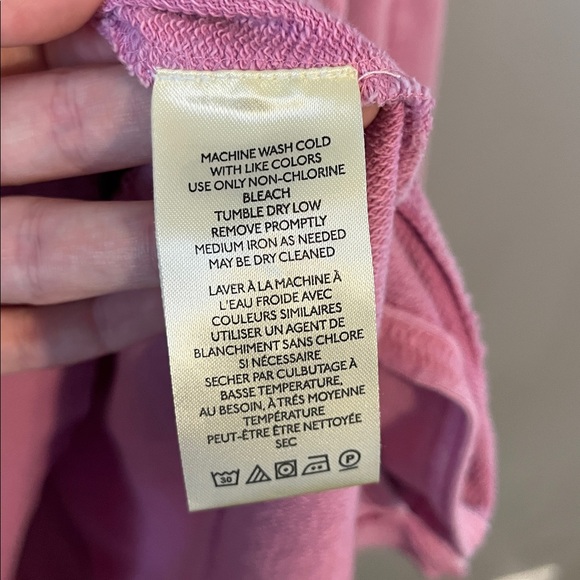 MACHINE WASH COLD
WITH LIKE COLORS
USE ONLY NON-CHLORINE
BLEACH
TUMBLE DRY LOW
REMOVE PROMPTLY
MEDIUM IRON AS NEEDED
MAY BE DRY CLEANED
LAVER À LA MACHINE À
L'EAU FROIDE AVEC
COULEURS SIMILAIRES
UTILISER UN AGENT DE
BLANCHIMENT SANS CHLORE
SI NÉCESSAIRE
SECHER PAR CULBUTAGE À
BASSE TEMPERATURE,
AU BESOIN, À TRÉS MOYENNE
TEMPÉRATURE
PEUT-ÊTRE ÊTRE NETTOYÉE
SEC
30 P